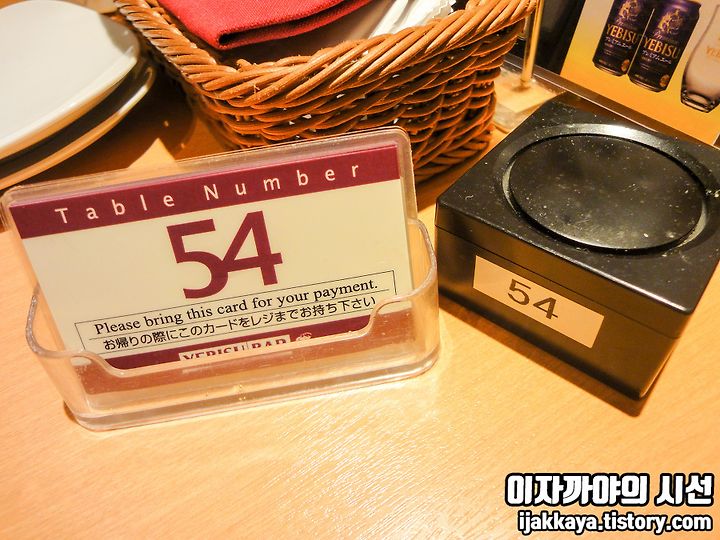 Table Number
54
Please bring this card for your payment.
お帰りの際にこのカードをレジまでお持ち下さい
YEBISU BAR
54
YEBISU
YEBISU
이자까야의 시선
ijakkaya.tistory.com